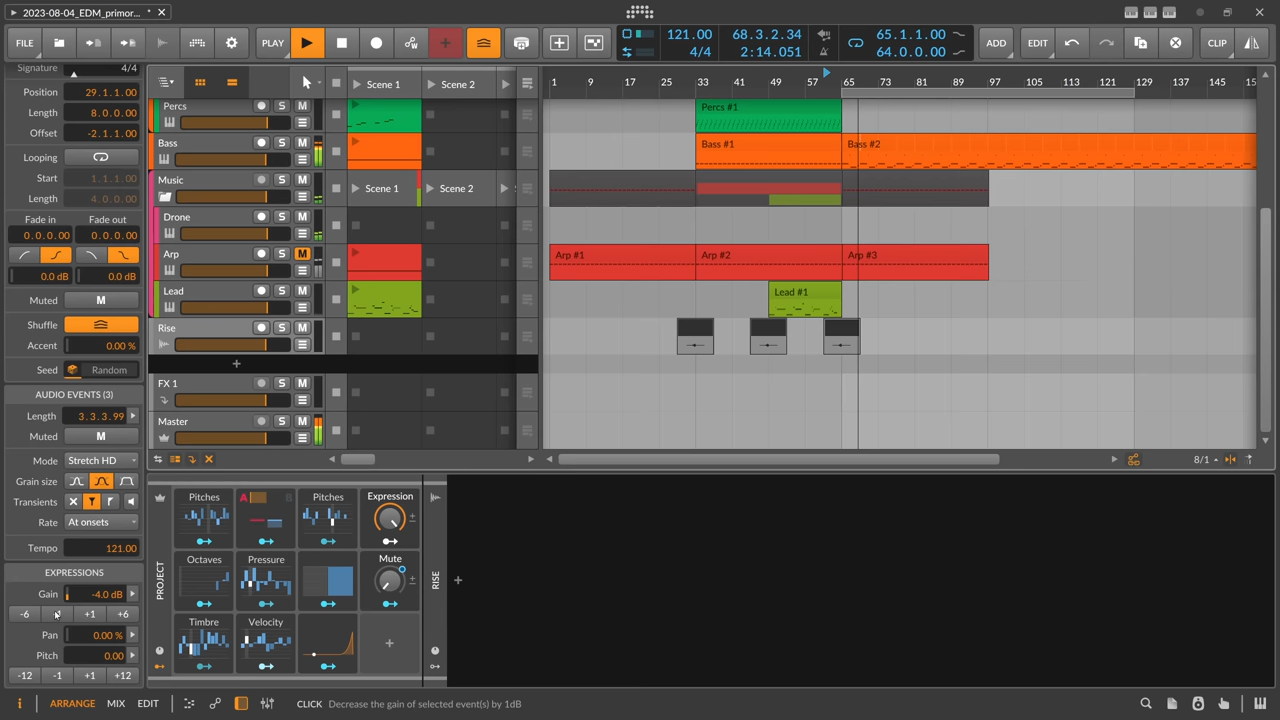 2023-08-04_EDM_primor... *
FILE PLAY 121.00 4/4 68.3.2.34 2:14.051 65.1.1.00 64.0.0.00 ADD EDIT CLIP
Signature 4/4
Position 29.1.1.00
Length 8.0.0.00
Offset -2.1.1.00
Looping
Start 1.1.1.00
Length 4.0.0.00
Fade in Fade out
0.0.0.00 0.0.0.00
0.0 dB 0.0 dB
Muted M
Shuffle
Accent 0.00 %
Seed Random
AUDIO EVENTS (3)
Length 3.3.3.99
Muted M
Mode Stretch HD
Grain size
Transients
Rate At onsets
Tempo 121.00
EXPRESSIONS
Gain -4.0 dB
-6 +1 +6
Pan 0.00 %
Pitch 0.00
-12 -1 +1 +12
Scene 1 Scene 2
1 9 17 25 33 41 49 57 65 73 81 89 97 105 113 121 129 137 145 15
Percs S M Percs #1
Bass S M Bass #1 Bass #2
Music S M Scene 1 Scene 2 S
Drone S M
Arp S M Arp #1 Arp #2 Arp #3
Lead S M Lead #1
Rise S M
+
FX 1 S M
Master S M
8/1
PROJECT
Pitches A B Pitches Expression
Octaves Pressure Mute
Timbre Velocity +
RISE
+
i ARRANGE MIX EDIT CLICK Decrease the gain of selected event(s) by 1dB